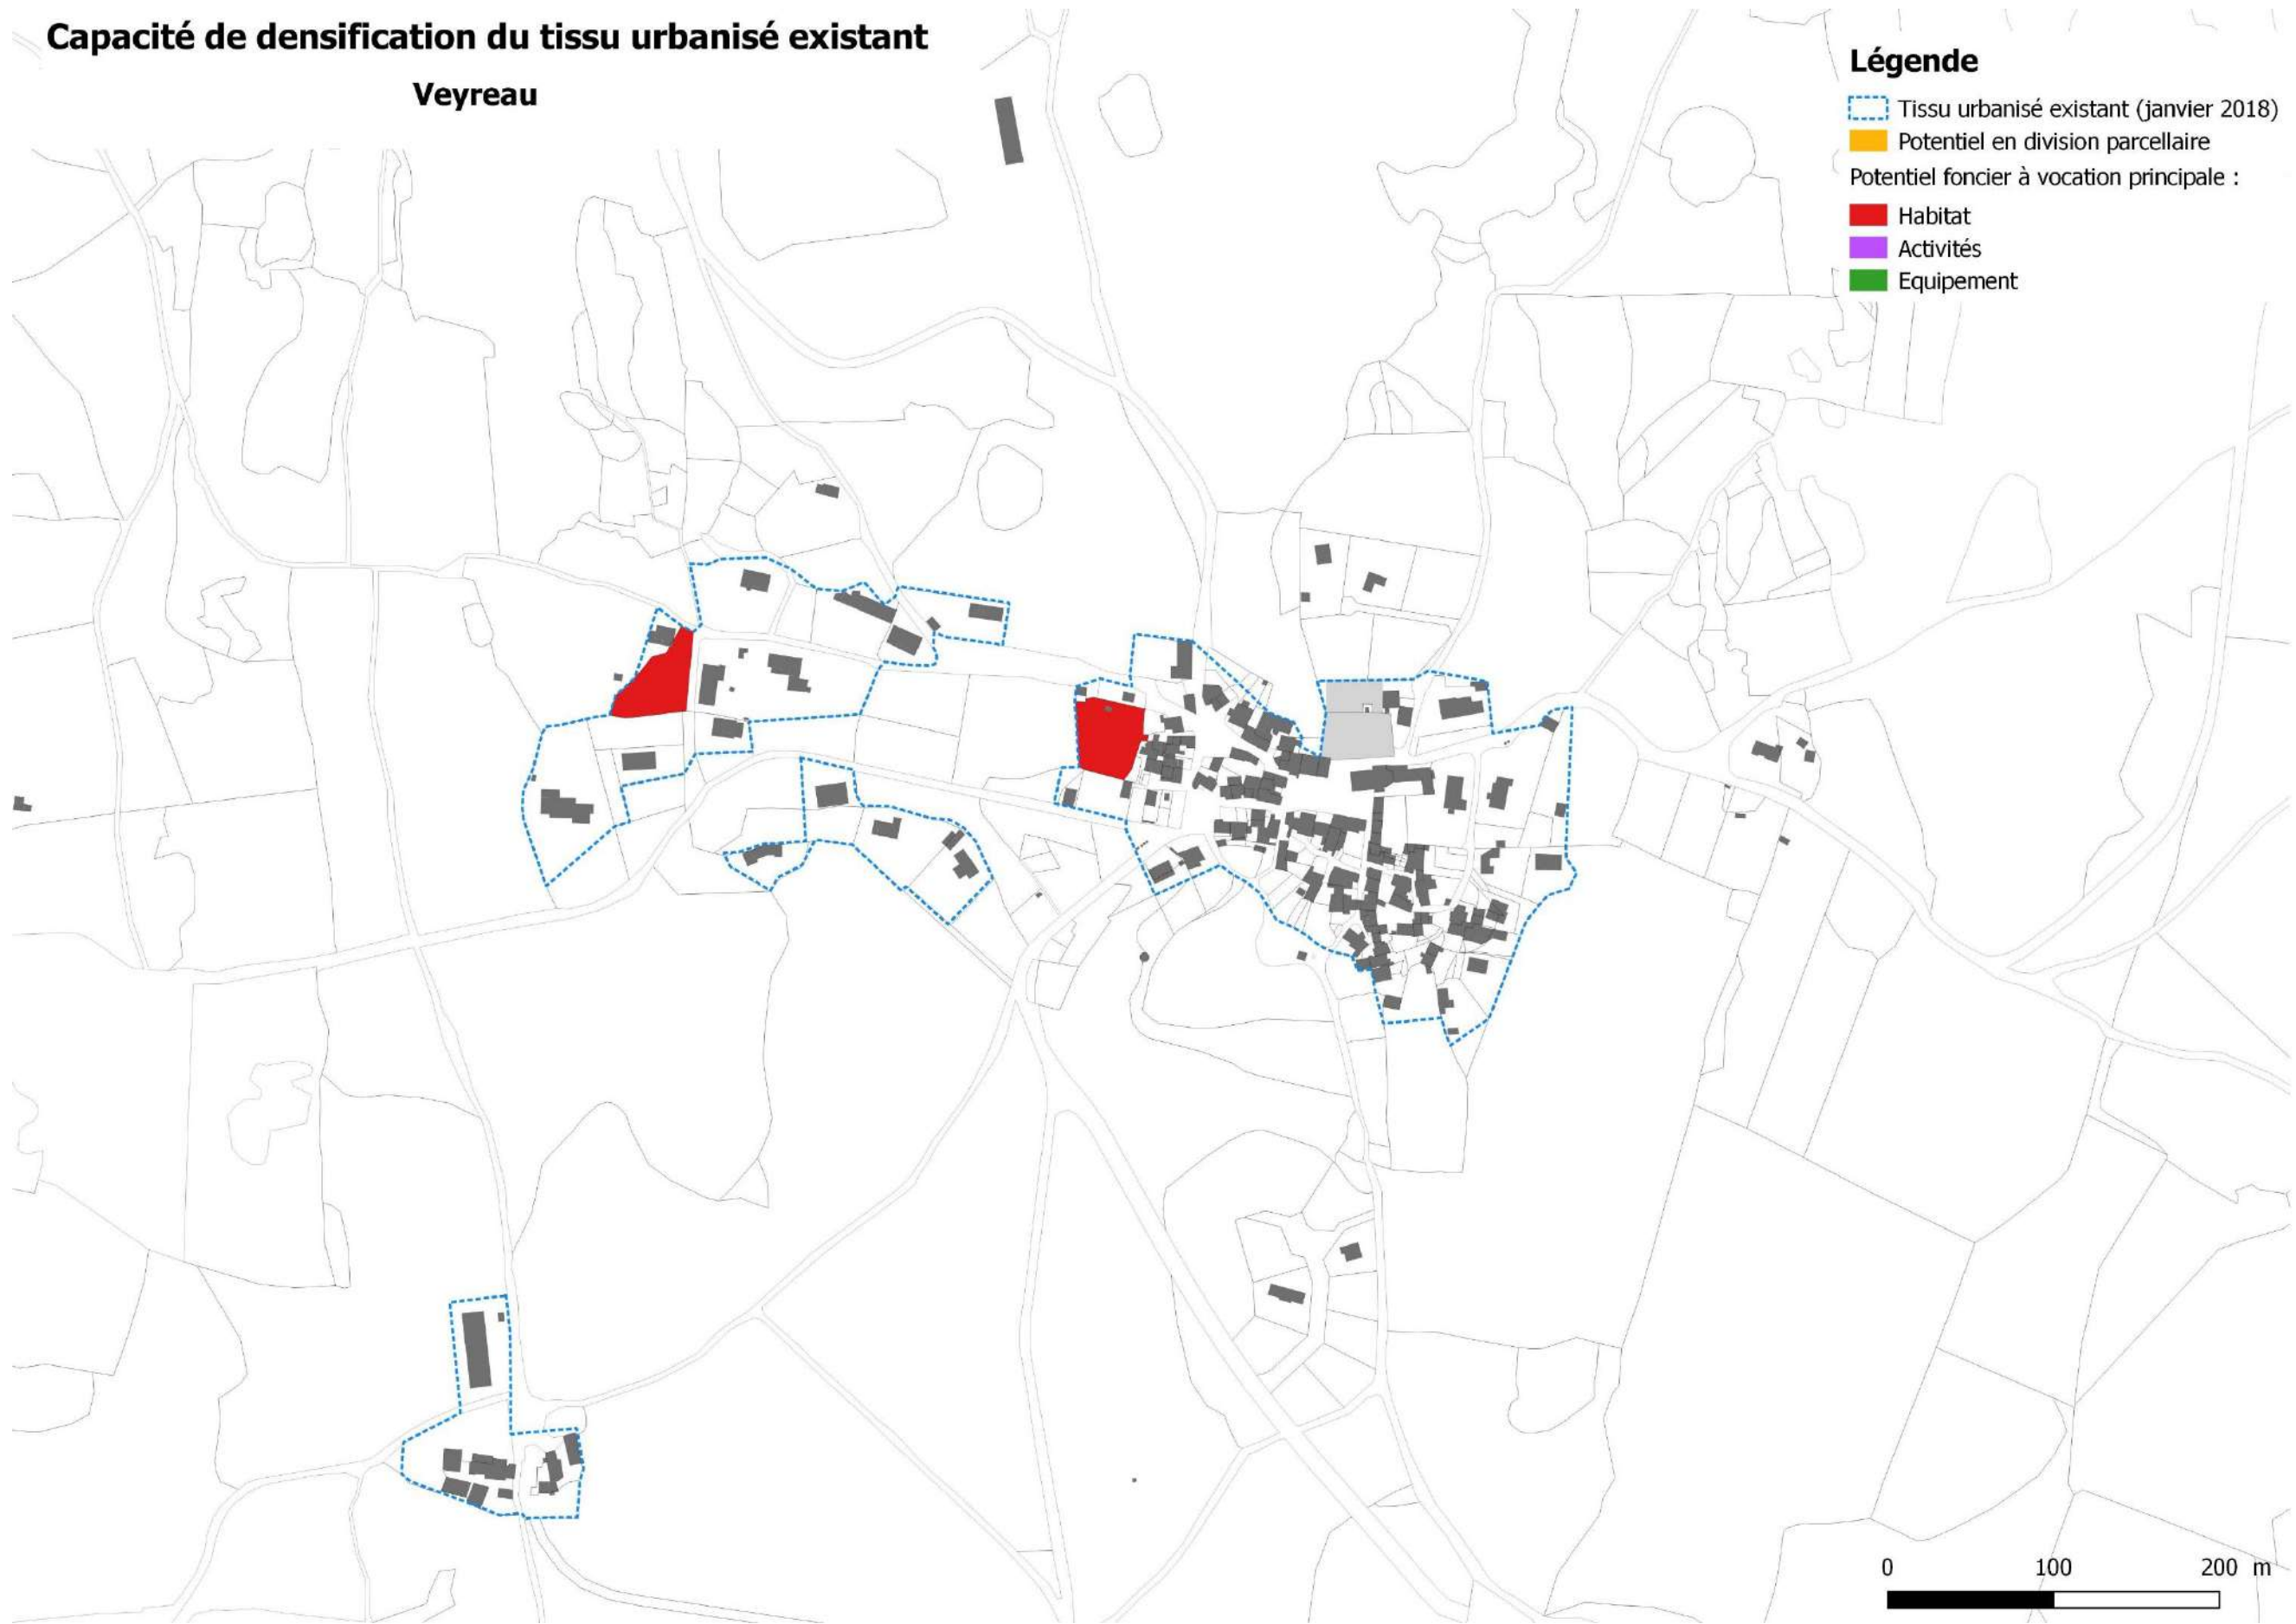 Capacité de densification du tissu urbanisé existant
Veyreau
Légende
Tissu urbanisé existant (janvier 2018)
Potentiel en division parcellaire
Potentiel foncier à vocation principale :
Habitat
Activités
Equipement
0 100 200 m